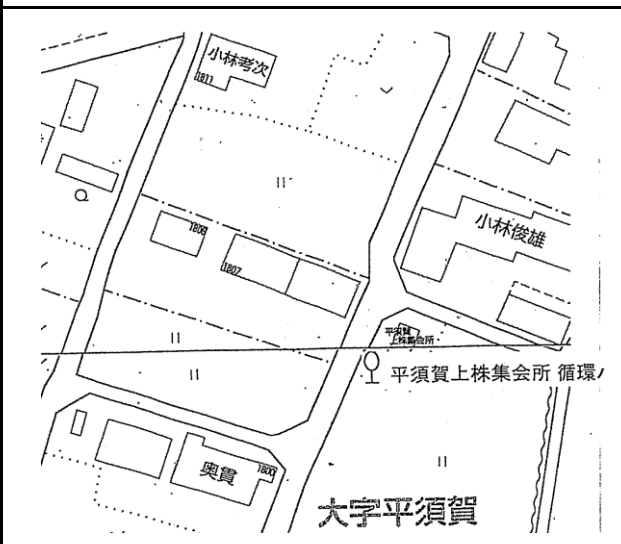 小林考次
1811
小林俊雄
1808
1807
平須賀
上株集会所
平須賀上株集会所 循環
奥貫
1800
大字平須賀